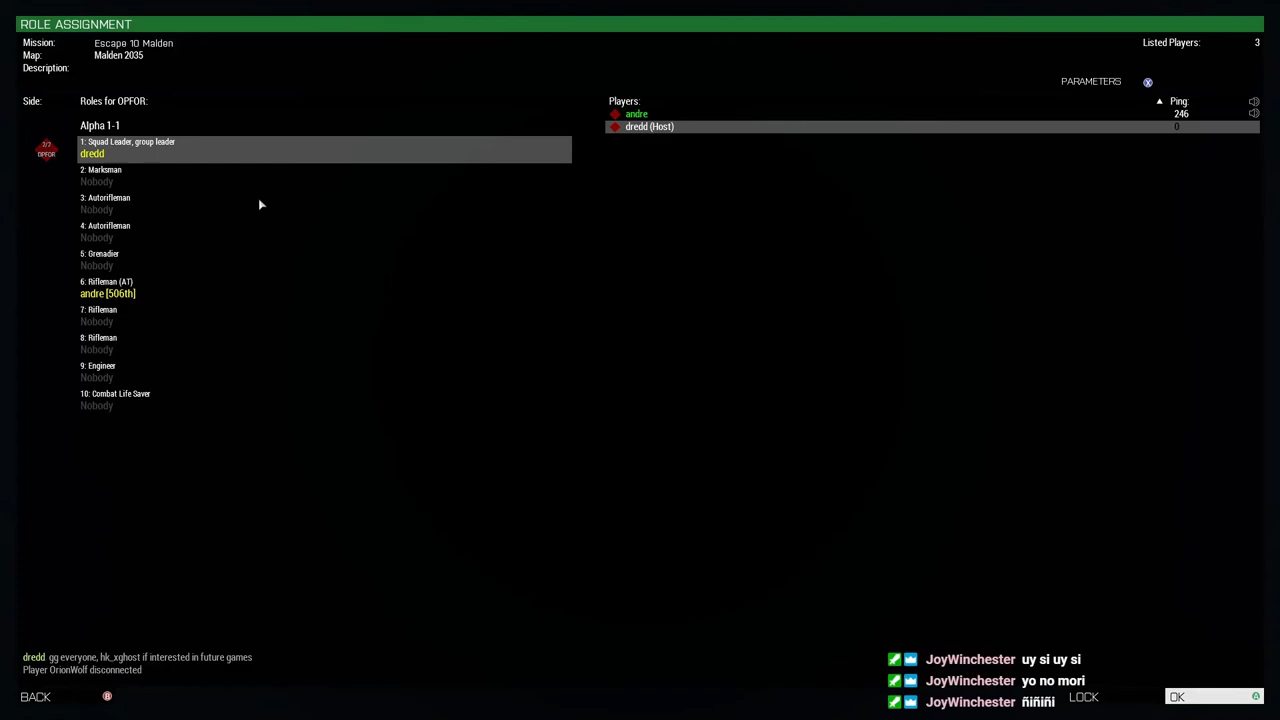 ROLE ASSIGNMENT
Mission: Escape 10 Malden
Map: Malden 2035
Description:
Listed Players: 3
PARAMETERS X
Side: Roles for OPFOR:
Players: Ping:
andre 246
dredd (Host) 0
Alpha 1-1
OPFOR
1: Squad Leader, group leader
dredd
2: Marksman
Nobody
3: Autorifleman
Nobody
4: Autorifleman
Nobody
5: Grenadier
Nobody
6: Rifleman (AT)
andre [506th]
7: Rifleman
Nobody
8: Rifleman
Nobody
9: Engineer
Nobody
10: Combat Life Saver
Nobody
dredd gg everyone, hk_xghost if interested in future games
Player OrionWolf disconnected
JoyWinchester uy si uy si
JoyWinchester yo no mori
JoyWinchester ñiñiñi
BACK B
LOCK
OK A